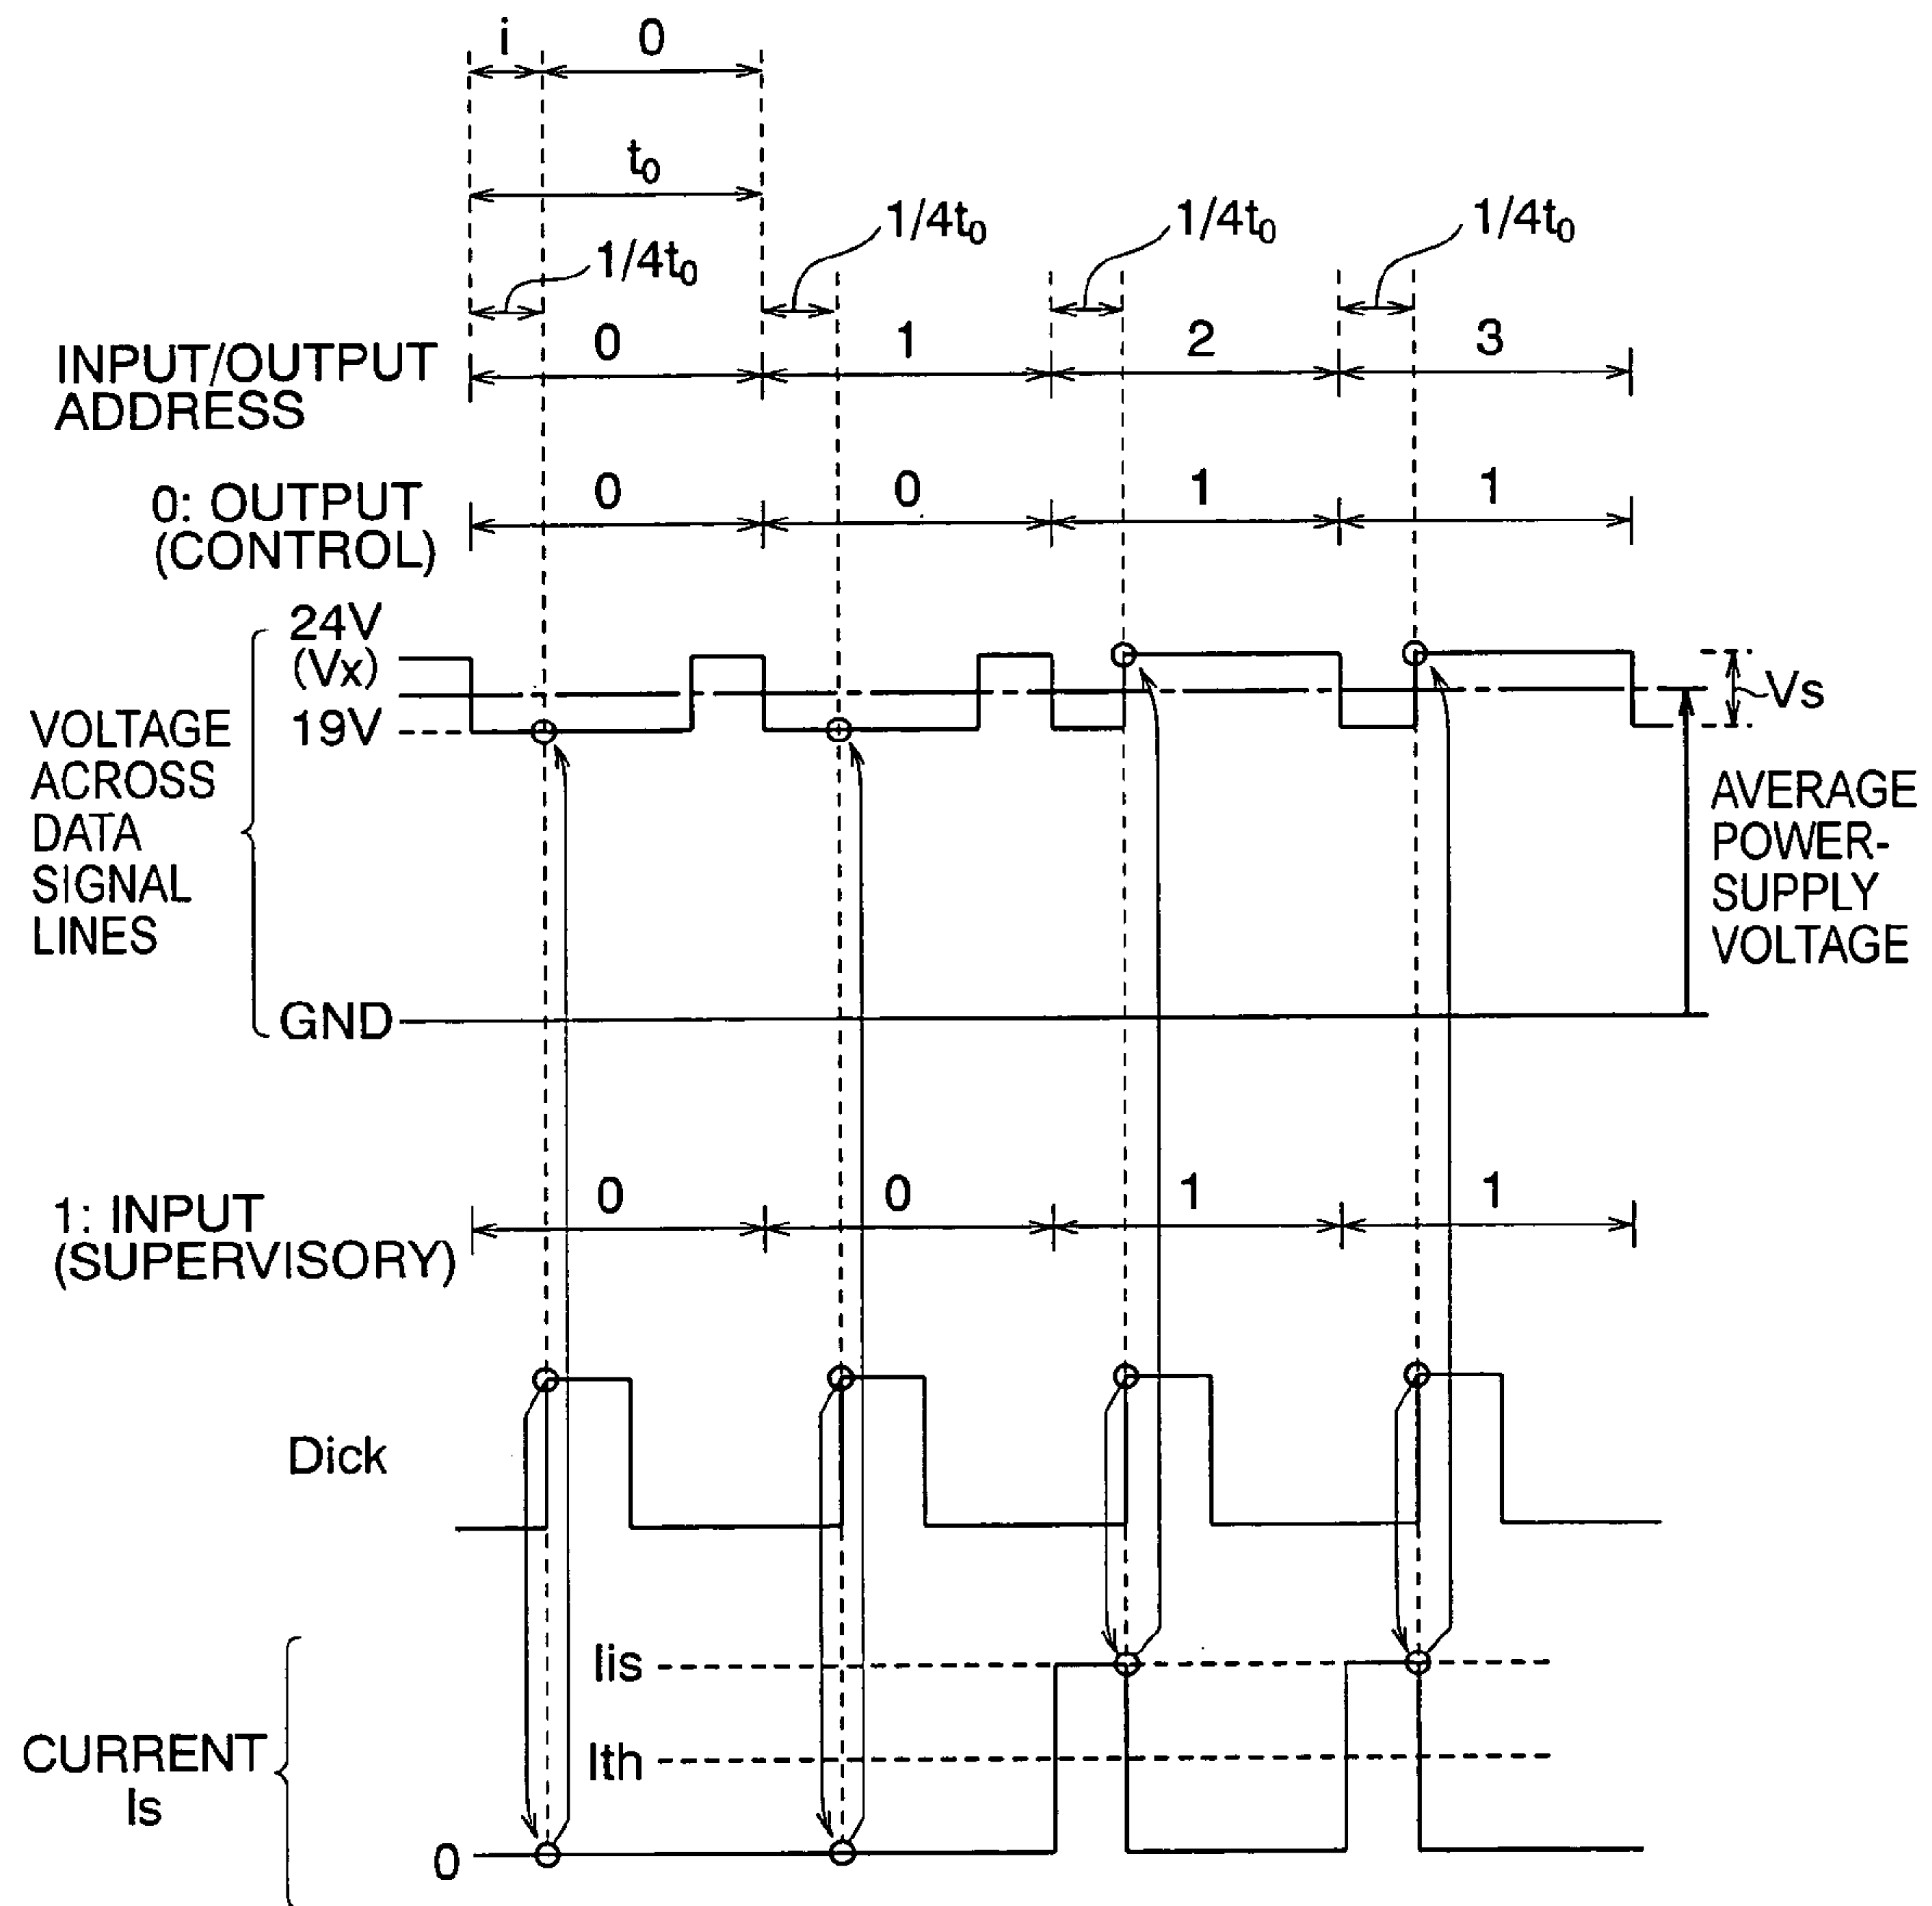 i 0
t0
1/4t0 1/4t0 1/4t0 1/4t0
INPUT/OUTPUT
ADDRESS
0 1 2 3
0: OUTPUT
(CONTROL)
0 0 1 1
VOLTAGE
ACROSS
DATA
SIGNAL
LINES
24V
(Vx)
19V
GND
Vs
AVERAGE
POWER-
SUPPLY
VOLTAGE
1: INPUT
(SUPERVISORY)
0 0 1 1
Dick
CURRENT
Is
Iis
Ith
0